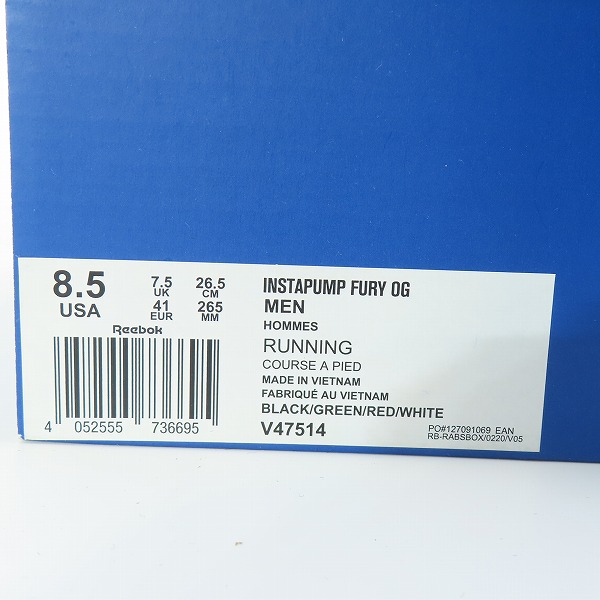 8.5
USA
7.5
UK
26.5
CM
41
EUR
265
MM
Reebok
4 052555 736695
INSTAPUMP FURY OG
MEN
HOMMES
RUNNING
COURSE A PIED
MADE IN VIETNAM
FABRIQUÉ AU VIETNAM
BLACK/GREEN/RED/WHITE
V47514
PO#127091069 EAN
RB-RABSBOX/0220/V05